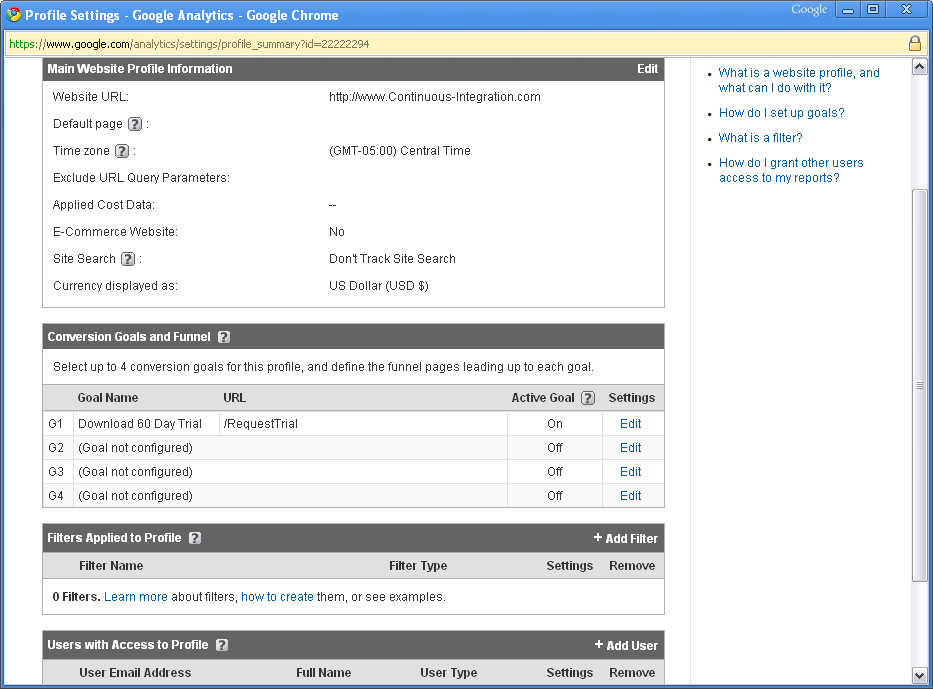 Profile Settings - Google Analytics - Google Chrome
Google
https://www.google.com/analytics/settings/profile_summary?id=22222294
Main Website Profile Information Edit
Website URL: http://www.Continuous-Integration.com
Default page ? :
Time zone ? : (GMT-05:00) Central Time
Exclude URL Query Parameters:
Applied Cost Data: --
E-Commerce Website: No
Site Search ? : Don't Track Site Search
Currency displayed as: US Dollar (USD $)
Conversion Goals and Funnel ?
Select up to 4 conversion goals for this profile, and define the funnel pages leading up to each goal.
Goal Name URL Active Goal ? Settings
G1 Download 60 Day Trial /RequestTrial On Edit
G2 (Goal not configured) Off Edit
G3 (Goal not configured) Off Edit
G4 (Goal not configured) Off Edit
Filters Applied to Profile ? + Add Filter
Filter Name Filter Type Settings Remove
0 Filters. Learn more about filters, how to create them, or see examples.
Users with Access to Profile ? + Add User
User Email Address Full Name User Type Settings Remove
• What is a website profile, and
what can I do with it?
• How do I set up goals?
• What is a filter?
• How do I grant other users
access to my reports?